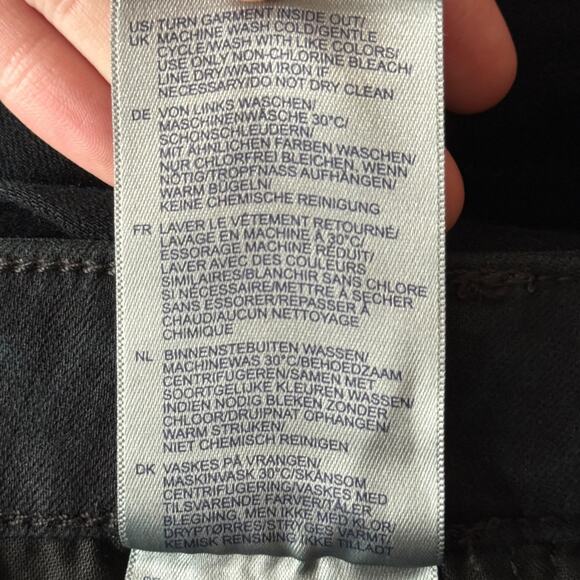 US/ TURN GARMENT INSIDE OUT/
UK MACHINE WASH COLD/GENTLE
CYCLE/WASH WITH LIKE COLORS/
USE ONLY NON-CHLORINE BLEACH/
LINE DRY/WARM IRON IF
NECESSARY/DO NOT DRY CLEAN
DE VON LINKS WASCHEN/
MASCHINENWÄSCHE 30°C/
SCHONSCHLEUDERN/
MIT ÄHNLICHEN FARBEN WASCHEN/
NUR CHLORFREI BLEICHEN, WENN
NÖTIG/TROPFNASS AUFHÄNGEN/
WARM BÜGELN/
KEINE CHEMISCHE REINIGUNG
FR LAVER LE VÊTEMENT RETOURNÉ/
LAVAGE EN MACHINE À 30°C/
ESSORAGE MACHINE RÉDUIT/
LAVER AVEC DES COULEURS
SIMILAIRES/BLANCHIR SANS CHLORE
SI NÉCESSAIRE/METTRE À SÉCHER
SANS ESSORER/REPASSER À
CHAUD/AUCUN NETTOYAGE
CHIMIQUE
NL BINNENSTEBUITEN WASSEN/
MACHINEWAS 30°C/BEHOEDZAAM
CENTRIFUGEREN/SAMEN MET
SOORTGELIJKE KLEUREN WASSEN/
INDIEN NODIG BLEKEN ZONDER
CHLOOR/DRUIPNAT OPHANGEN/
WARM STRIJKEN/
NIET CHEMISCH REINIGEN
DK VASKES PÅ VRANGEN/
MASKINVASK 30°C/SKÅNSOM
CENTRIFUGERING/VASKES MED
TILSVARENDE FARVER/TÅLER
BLEGNING, MEN IKKE MED KLOR/
DRYPTØRRES/STRYGES VARMT/
KEMISK RENSNING IKKE TILLADT